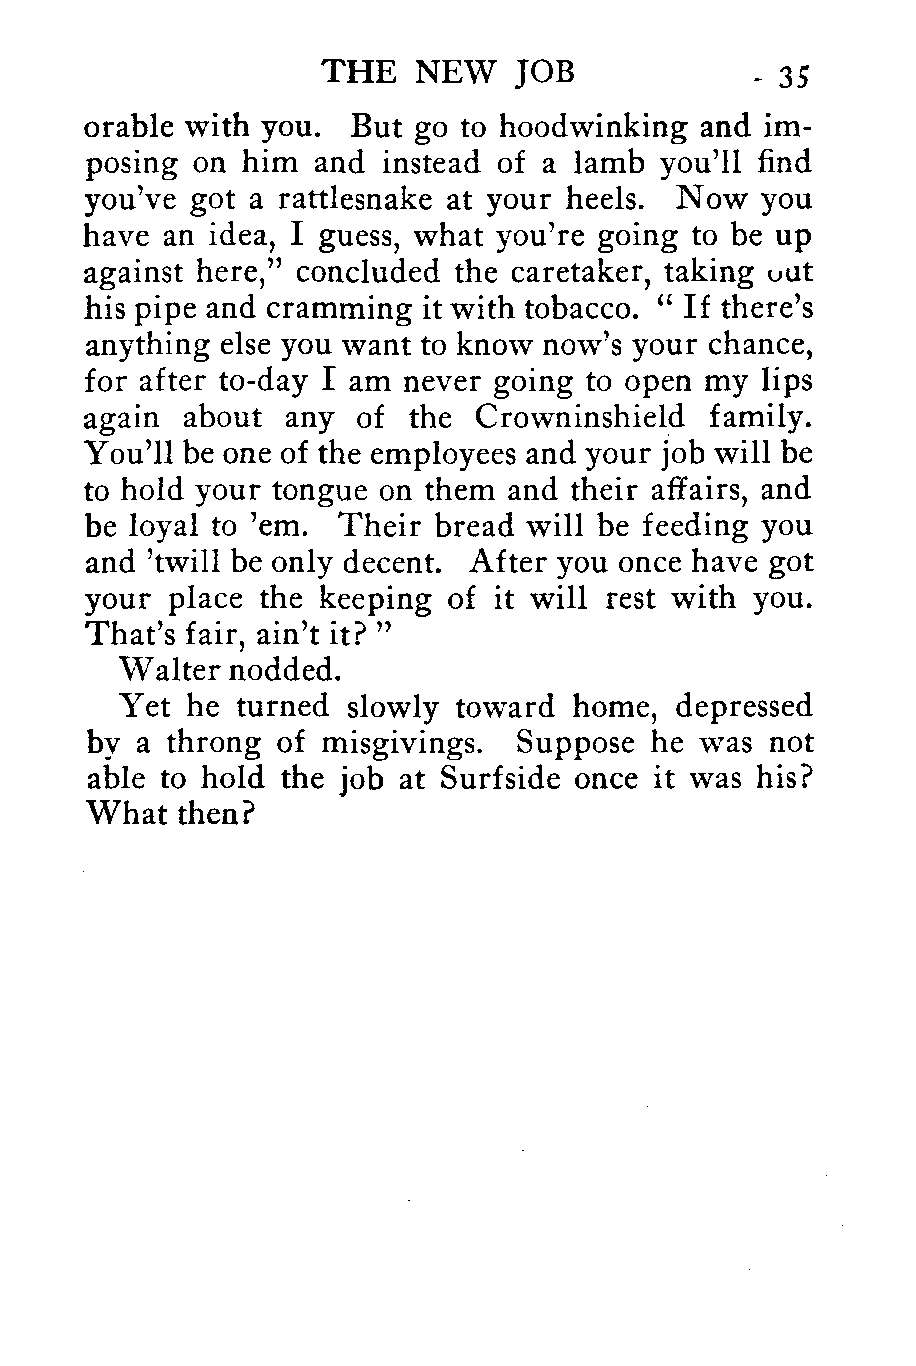 THE NEW JOB - 35
orable with you. But go to hoodwinking and im-
posing on him and instead of a lamb you'll find
you've got a rattlesnake at your heels. Now you
have an idea, I guess, what you're going to be up
against here," concluded the caretaker, taking out
his pipe and cramming it with tobacco. " If there's
anything else you want to know now's your chance,
for after to-day I am never going to open my lips
again about any of the Crowninshield family.
You'll be one of the employees and your job will be
to hold your tongue on them and their affairs, and
be loyal to 'em. Their bread will be feeding you
and 'twill be only decent. After you once have got
your place the keeping of it will rest with you.
That's fair, ain't it? "
Walter nodded.
Yet he turned slowly toward home, depressed
by a throng of misgivings. Suppose he was not
able to hold the job at Surfside once it was his?
What then?